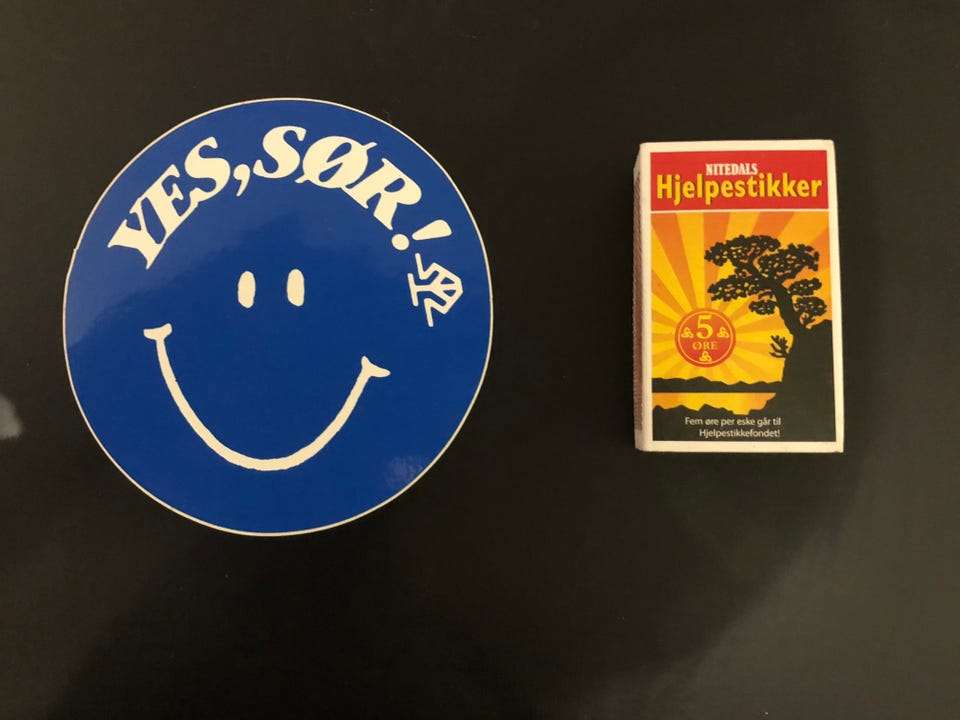 YES, SØR!
NITEDALS
Hjelpestikker
5
ØRE
Fem øre per eske går til
Hjelpestikkefondet!